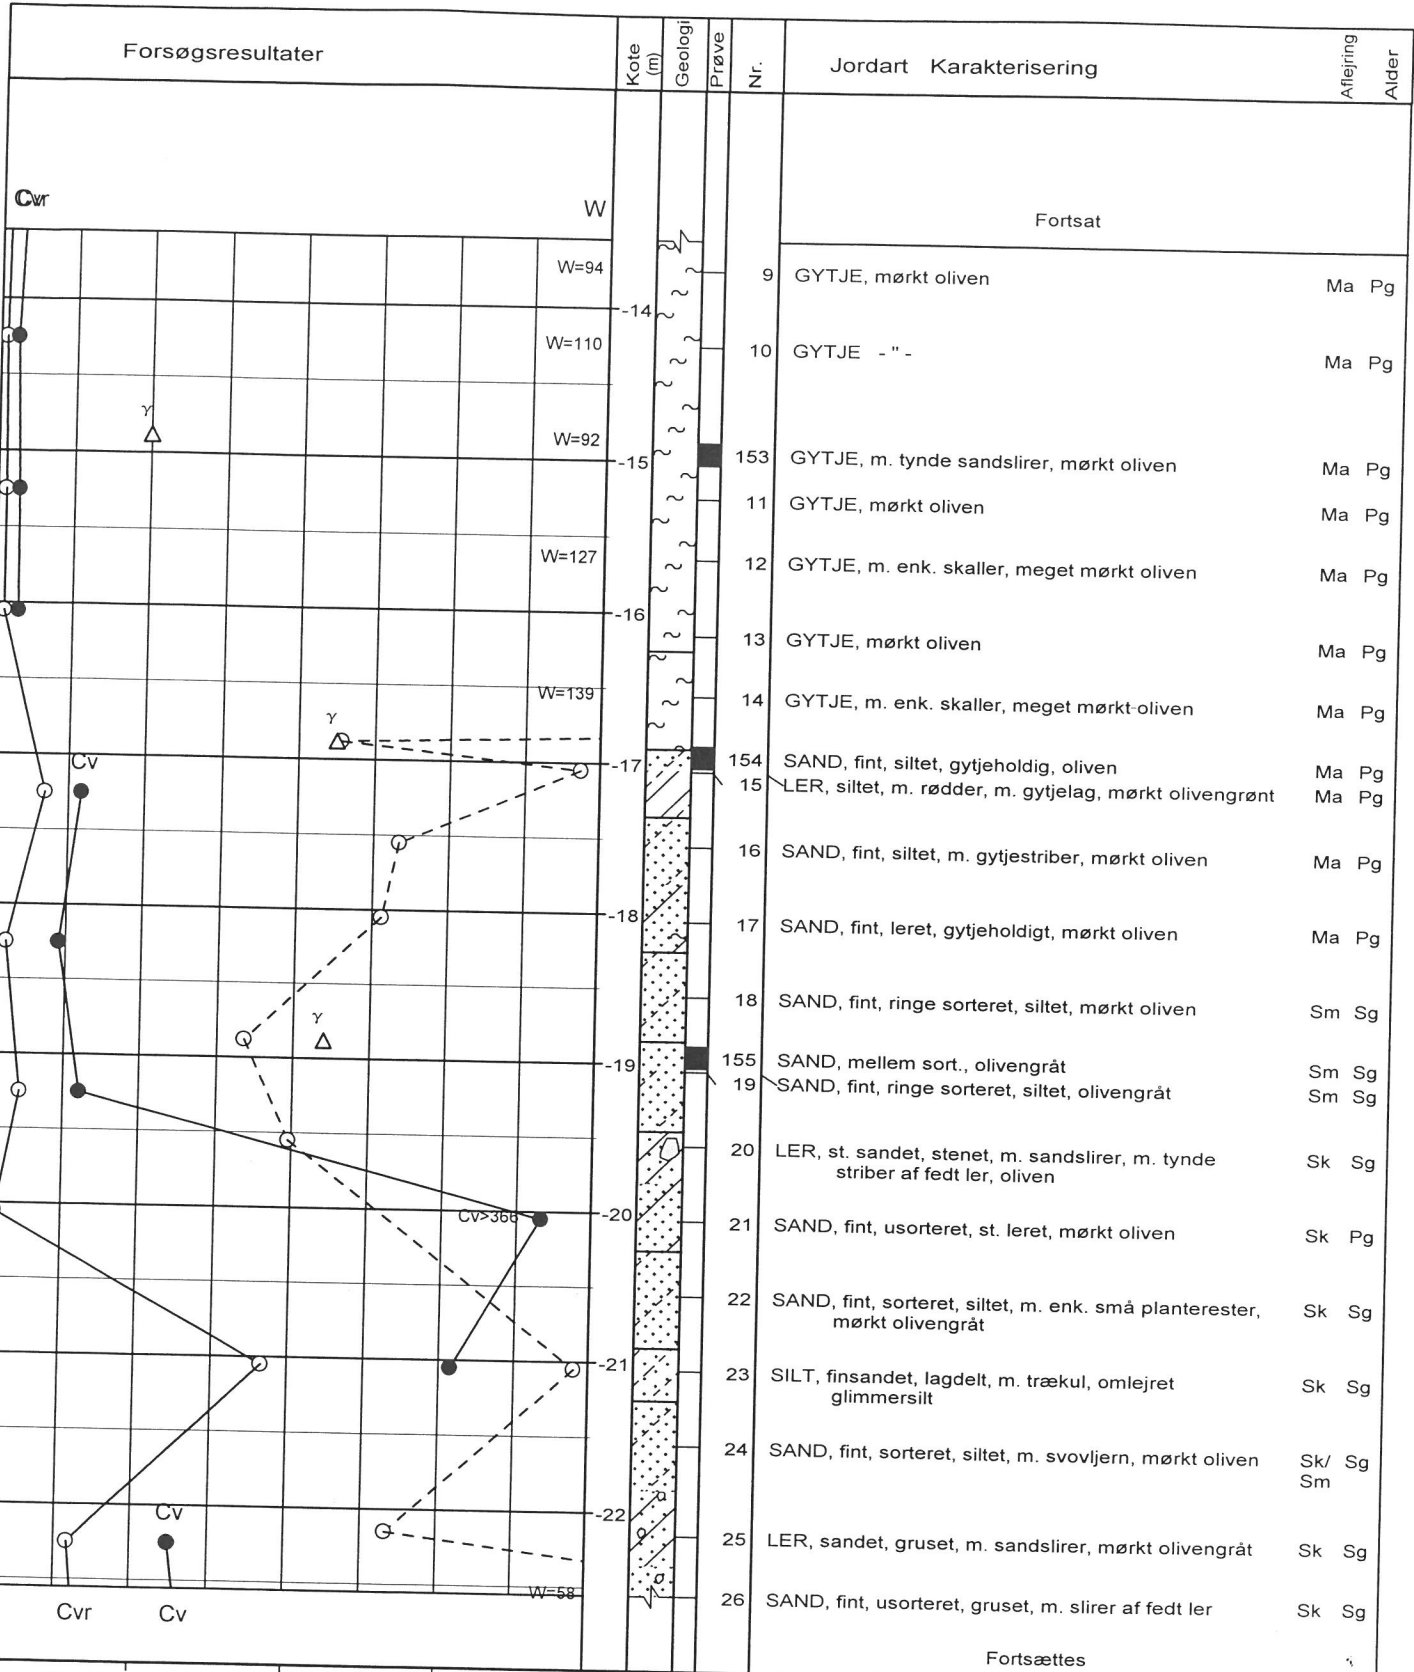 Forsøgsresultater
Kote (m)
Geologi
Prøve
Nr.
Jordart Karakterisering
Aflejring
Alder
Cvr
W
Fortsat
W=94
9 GYTJE, mørkt oliven Ma Pg
-14
W=110
10 GYTJE - " - Ma Pg
γ
W=92
-15
153 GYTJE, m. tynde sandslirer, mørkt oliven Ma Pg
11 GYTJE, mørkt oliven Ma Pg
W=127
12 GYTJE, m. enk. skaller, meget mørkt oliven Ma Pg
-16
13 GYTJE, mørkt oliven Ma Pg
W=139
14 GYTJE, m. enk. skaller, meget mørkt oliven Ma Pg
γ
Cv
-17
154 SAND, fint, siltet, gytjeholdig, oliven Ma Pg
15 LER, siltet, m. rødder, m. gytjelag, mørkt olivengrønt Ma Pg
16 SAND, fint, siltet, m. gytjestriber, mørkt oliven Ma Pg
-18
17 SAND, fint, leret, gytjeholdigt, mørkt oliven Ma Pg
18 SAND, fint, ringe sorteret, siltet, mørkt oliven Sm Sg
γ
-19
155 SAND, mellem sort., olivengråt Sm Sg
19 SAND, fint, ringe sorteret, siltet, olivengråt Sm Sg
20 LER, st. sandet, stenet, m. sandslirer, m. tynde Sk Sg
striber af fedt ler, oliven
Cv>366
-20
21 SAND, fint, usorteret, st. leret, mørkt oliven Sk Pg
22 SAND, fint, sorteret, siltet, m. enk. små planterester, Sk Sg
mørkt olivengråt
-21
23 SILT, finsandet, lagdelt, m. trækul, omlejret Sk Sg
glimmersilt
24 SAND, fint, sorteret, siltet, m. svovljern, mørkt oliven Sk/ Sg
Sm
Cv
-22
25 LER, sandet, gruset, m. sandslirer, mørkt olivengråt Sk Sg
W=58
26 SAND, fint, usorteret, gruset, m. slirer af fedt ler Sk Sg
Cvr
Cv
Fortsættes